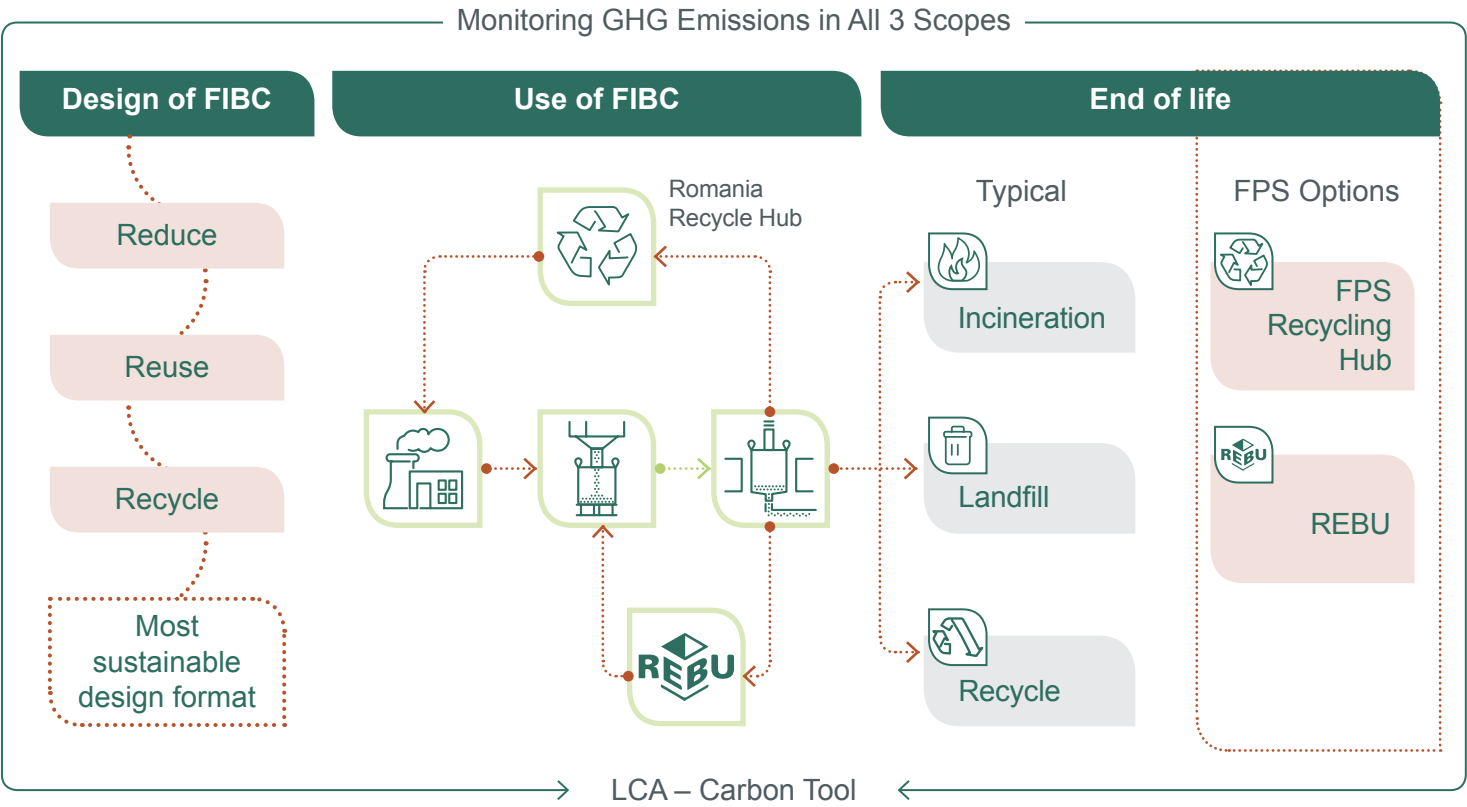 Monitoring GHG Emissions in All 3 Scopes
Design of FIBC
Reduce
Reuse
Recycle
Most
sustainable
design format
Use of FIBC
Romania
Recycle Hub
REBU
End of life
Typical
Incineration
Landfill
Recycle
FPS Options
FPS
Recycling
Hub
REBU
REBU
LCA – Carbon Tool